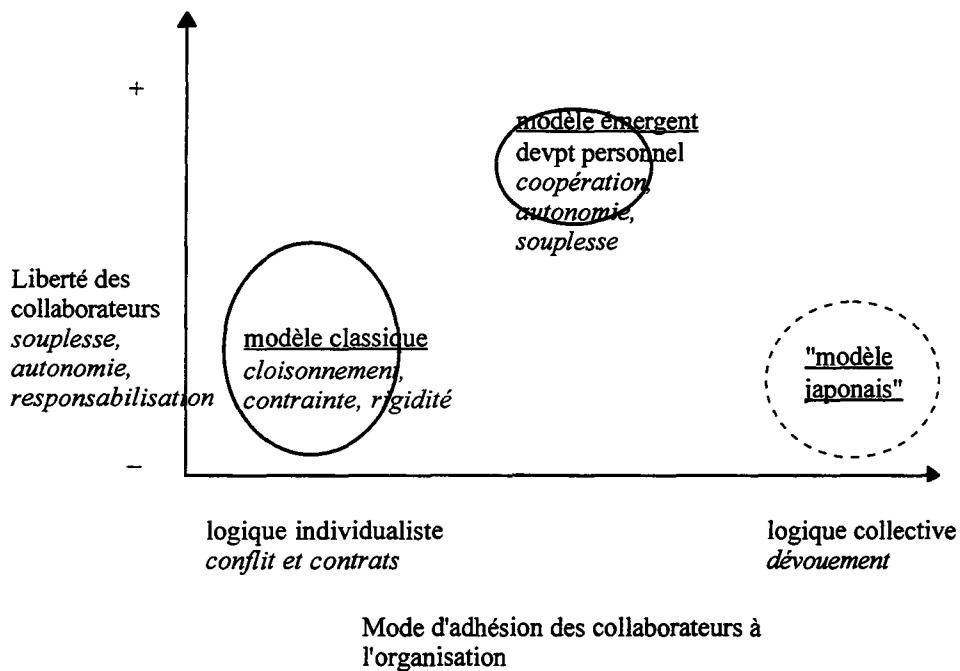 +
modèle émergent
devpt personnel
coopération,
autonomie,
souplesse
Liberté des
collaborateurs
souplesse,
autonomie,
responsabilisation
modèle classique
cloisonnement,
contrainte, rigidité
"modèle
japonais"
−
logique individualiste
conflit et contrats
logique collective
dévouement
Mode d'adhésion des collaborateurs à
l'organisation